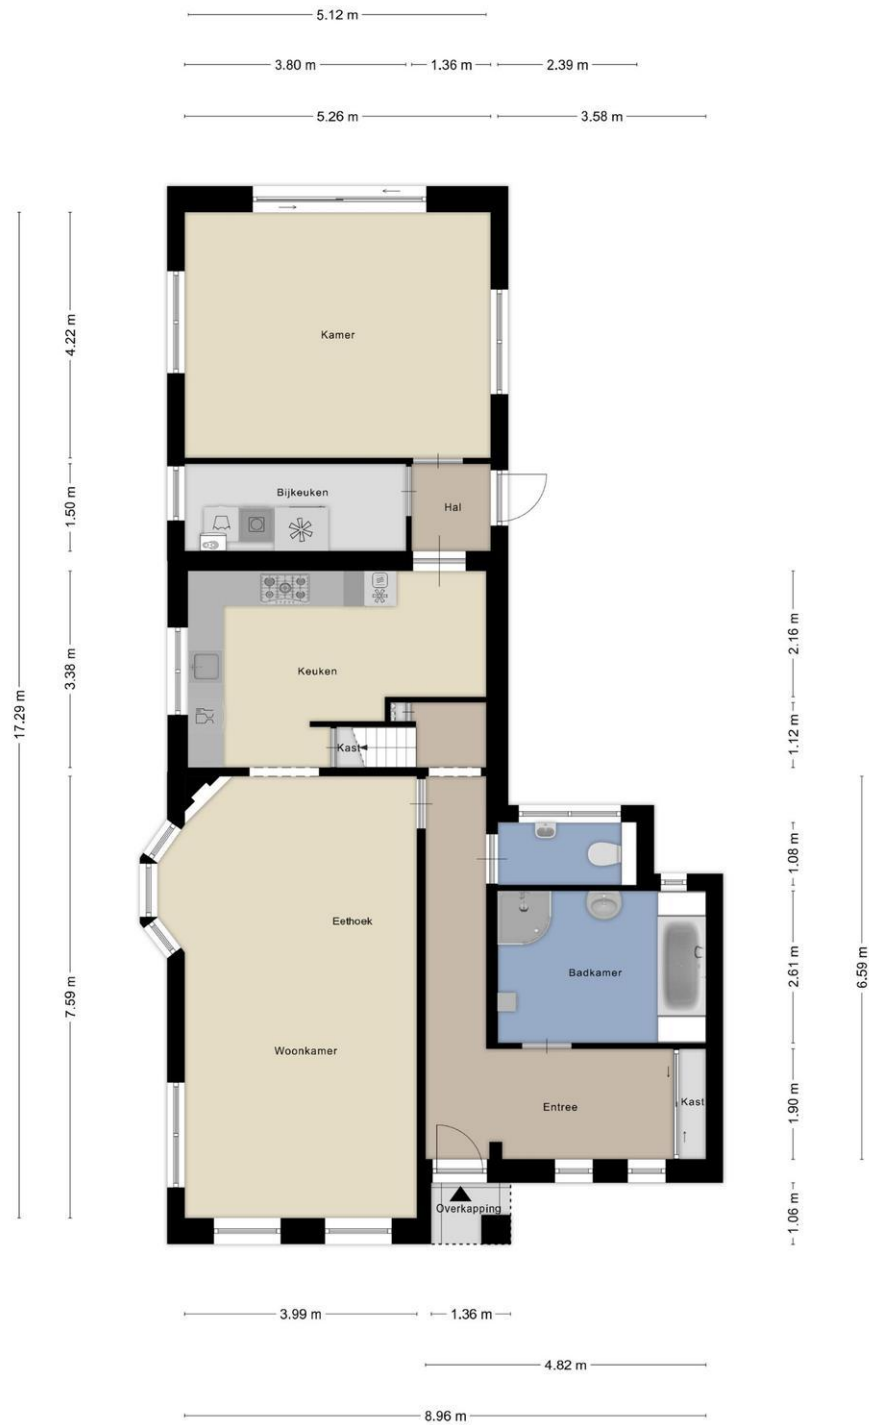 5.12 m
3.80 m 1.36 m 2.39 m
5.26 m 3.58 m
Kamer
4.22 m
Bijkeuken
Hal
1.50 m
Keuken
Kast
3.38 m
2.16 m
1.12 m
17.29 m
Eethoek
Badkamer
Woonkamer
Entree
Kast
Overkapping
7.59 m
1.08 m
2.61 m
1.90 m
1.06 m
6.59 m
3.99 m 1.36 m
4.82 m
8.96 m